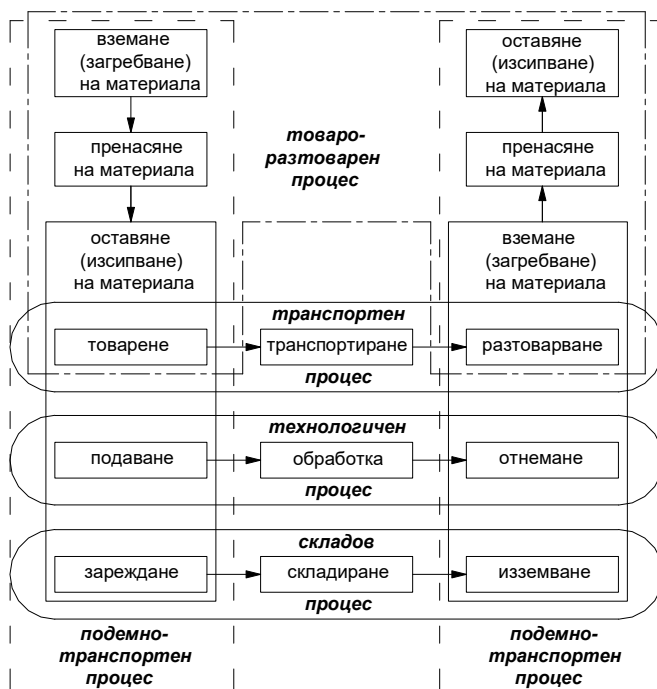 вземане
(загребване)
на материала
пренасяне
на материала
оставяне
(изсипване)
на материала
товаро-
разтоварен
процес
оставяне
(изсипване)
на материала
пренасяне
на материала
вземане
(загребване)
на материала
транспортен
товарене
транспортиране
разтоварване
процес
технологичен
подаване
обработка
отнемане
процес
складов
зареждане
складиране
изземване
процес
подемно-
транспортен
процес
подемно-
транспортен
процес